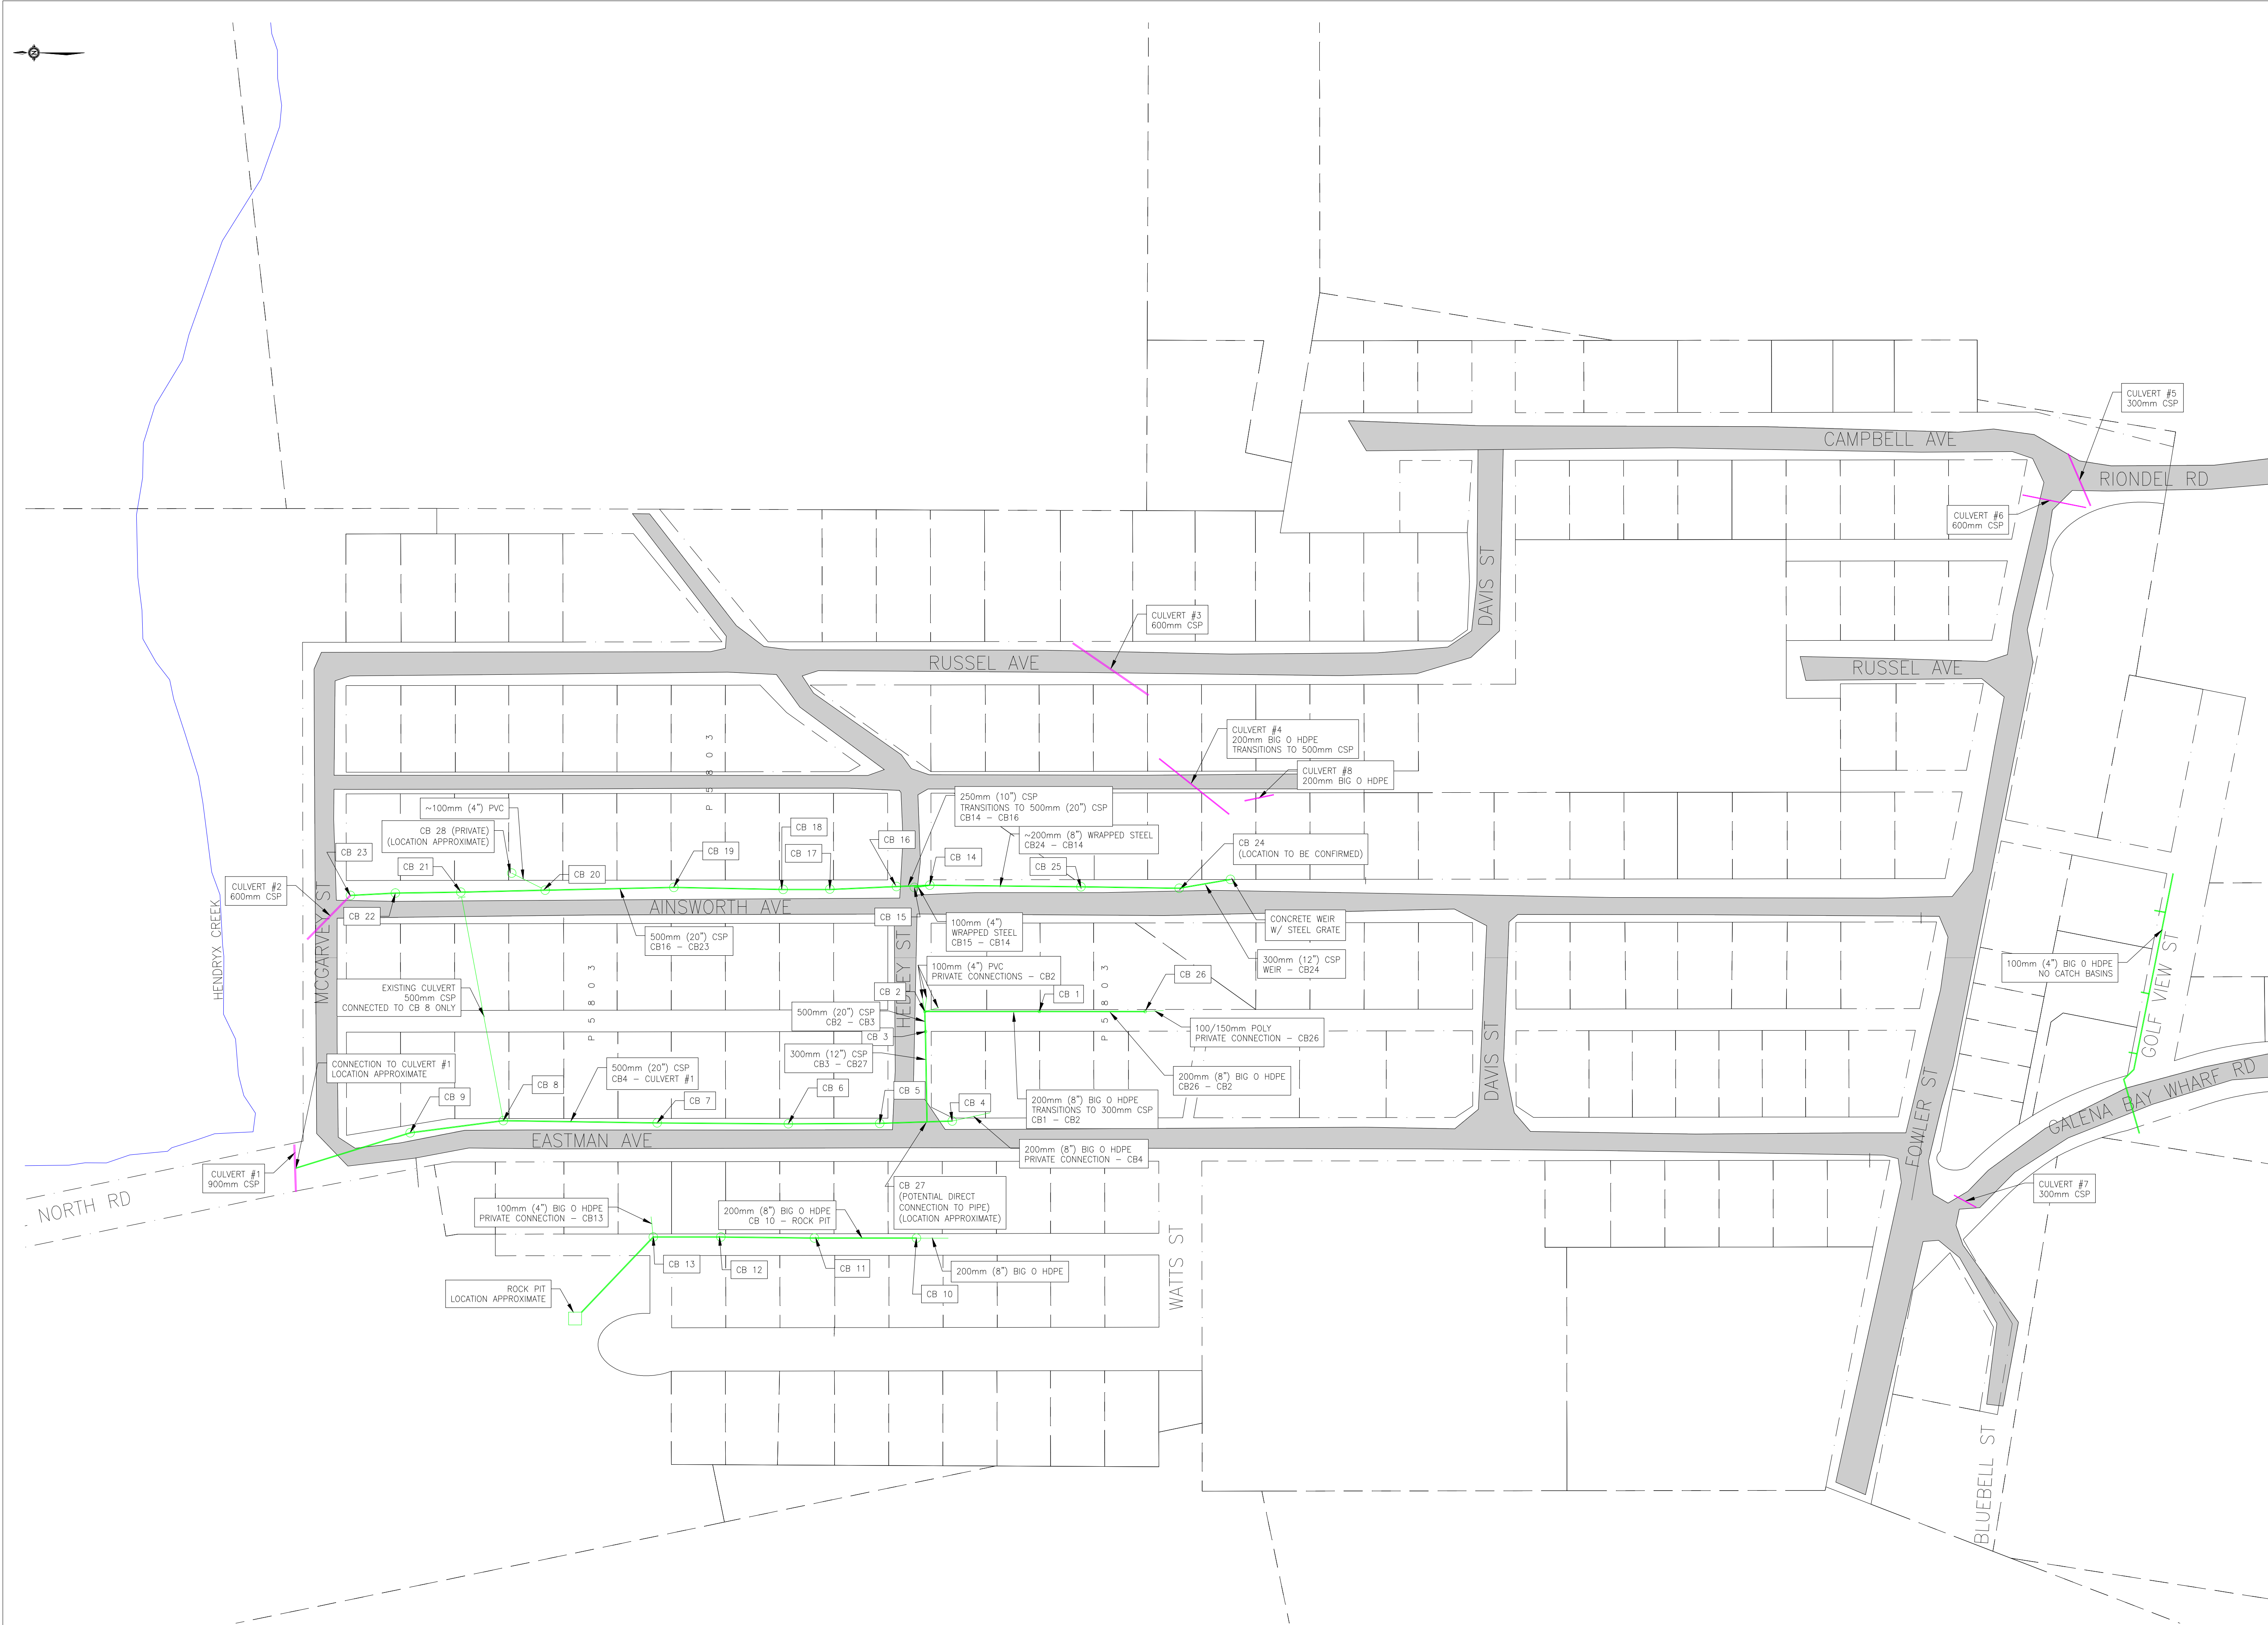 CULVERT #5
300mm CSP
CAMPBELL AVE
RIONDEL RD
CULVERT #6
600mm CSP
DAVIS ST
CULVERT #3
600mm CSP
RUSSEL AVE
RUSSEL AVE
CULVERT #4
200mm BIG O HDPE
TRANSITIONS TO 500mm CSP
CULVERT #8
200mm BIG O HDPE
P 5 8 0 3
~100mm (4") PVC
CB 28 (PRIVATE)
(LOCATION APPROXIMATE)
250mm (10") CSP
TRANSITIONS TO 500mm (20") CSP
CB14 - CB16
~200mm (8") WRAPPED STEEL
CB24 - CB14
CB 18
CB 16
CB 23
CB 19
CB 17
CB 14
CB 24
(LOCATION TO BE CONFIRMED)
CB 21
CB 20
CB 25
CULVERT #2
600mm CSP
MCGARVEY ST
HENDRYX CREEK
CB 22
AINSWORTH AVE
CB 15
100mm (4")
WRAPPED STEEL
CB15 - CB14
CONCRETE WEIR
W/ STEEL GRATE
500mm (20") CSP
CB16 - CB23
HEDLEY ST
300mm (12") CSP
WEIR - CB24
100mm (4") PVC
PRIVATE CONNECTIONS - CB2
CB 26
100mm (4") BIG O HDPE
NO CATCH BASINS
GOLF VIEW ST
P 5 8 0 3
P 5 8 0 3
EXISTING CULVERT
500mm CSP
CONNECTED TO CB 8 ONLY
CB 2
CB 1
500mm (20") CSP
CB2 - CB3
100/150mm POLY
PRIVATE CONNECTION - CB26
CB 3
300mm (12") CSP
CB3 - CB27
DAVIS ST
CONNECTION TO CULVERT #1
LOCATION APPROXIMATE
500mm (20") CSP
CB4 - CULVERT #1
200mm (8") BIG O HDPE
CB26 - CB2
CB 9
CB 8
CB 7
CB 6
CB 5
CB 4
200mm (8") BIG O HDPE
TRANSITIONS TO 300mm CSP
CB1 - CB2
GALENA BAY WHARF RD
FOWLER ST
EASTMAN AVE
200mm (8") BIG O HDPE
PRIVATE CONNECTION - CB4
CULVERT #1
900mm CSP
NORTH RD
CB 27
(POTENTIAL DIRECT
CONNECTION TO PIPE)
(LOCATION APPROXIMATE)
CULVERT #7
300mm CSP
100mm (4") BIG O HDPE
PRIVATE CONNECTION - CB13
200mm (8") BIG O HDPE
CB 10 - ROCK PIT
WATTS ST
CB 13
CB 12
CB 11
200mm (8") BIG O HDPE
CB 10
ROCK PIT
LOCATION APPROXIMATE
BLUEBELL ST